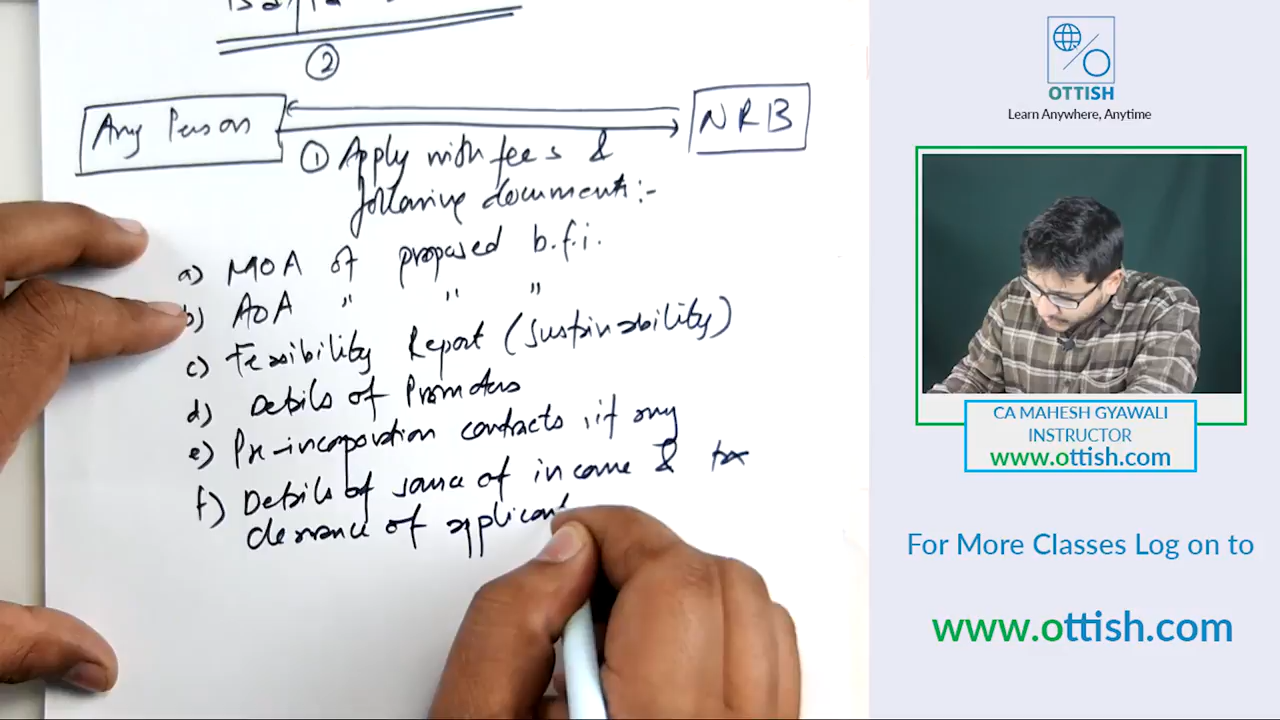 ②
Any Person
NRB
① Apply with fees &
following documents:-
a) MOA of proposed b.f.i.
b) AOA " " "
c) Feasibility Report (Sustainability)
d) Details of Promoters
e) Pre-incorporation contracts, if any
f) Details of source of income & tax
clearance of applicant
OTTISH
Learn Anywhere, Anytime
CA MAHESH GYAWALI
INSTRUCTOR
www.ottish.com
For More Classes Log on to
www.ottish.com